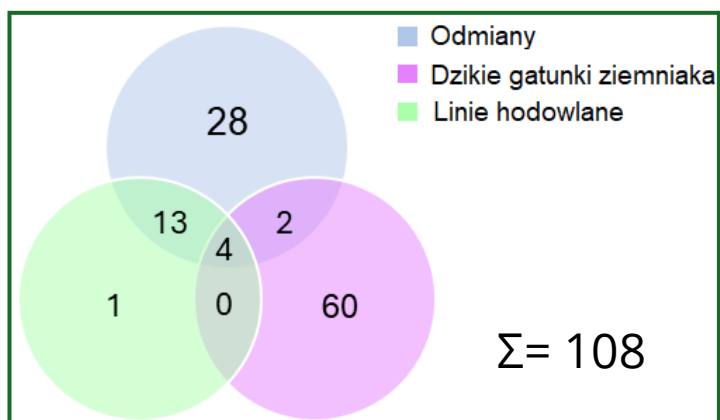 Odmiany
Dzikie gatunki ziemniaka
Linie hodowlane
28
13
2
4
1
0
60
Σ= 108